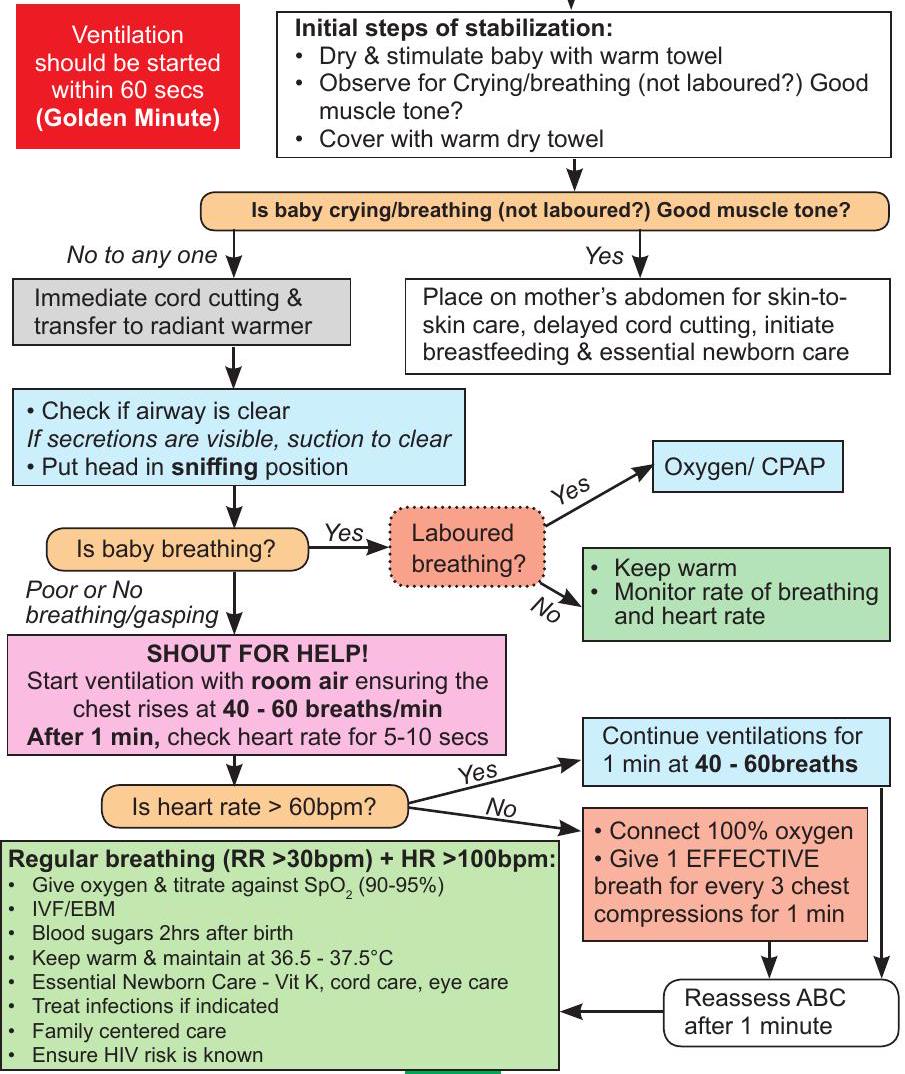 Ventilation
should be started
within 60 secs
(Golden Minute)
Initial steps of stabilization:
• Dry & stimulate baby with warm towel
• Observe for Crying/breathing (not laboured?) Good
muscle tone?
• Cover with warm dry towel
Is baby crying/breathing (not laboured?) Good muscle tone?
No to any one
Yes
Immediate cord cutting &
transfer to radiant warmer
Place on mother's abdomen for skin-to-
skin care, delayed cord cutting, initiate
breastfeeding & essential newborn care
• Check if airway is clear
If secretions are visible, suction to clear
• Put head in sniffing position
Is baby breathing?
Yes
Laboured
breathing?
Yes
Oxygen/ CPAP
No
• Keep warm
• Monitor rate of breathing
and heart rate
Poor or No
breathing/gasping
SHOUT FOR HELP!
Start ventilation with room air ensuring the
chest rises at 40 - 60 breaths/min
After 1 min, check heart rate for 5-10 secs
Is heart rate > 60bpm?
Yes
Continue ventilations for
1 min at 40 - 60breaths
No
• Connect 100% oxygen
• Give 1 EFFECTIVE
breath for every 3 chest
compressions for 1 min
Reassess ABC
after 1 minute
Regular breathing (RR >30bpm) + HR >100bpm:
• Give oxygen & titrate against SpO2 (90-95%)
• IVF/EBM
• Blood sugars 2hrs after birth
• Keep warm & maintain at 36.5 - 37.5°C
• Essential Newborn Care - Vit K, cord care, eye care
• Treat infections if indicated
• Family centered care
• Ensure HIV risk is known